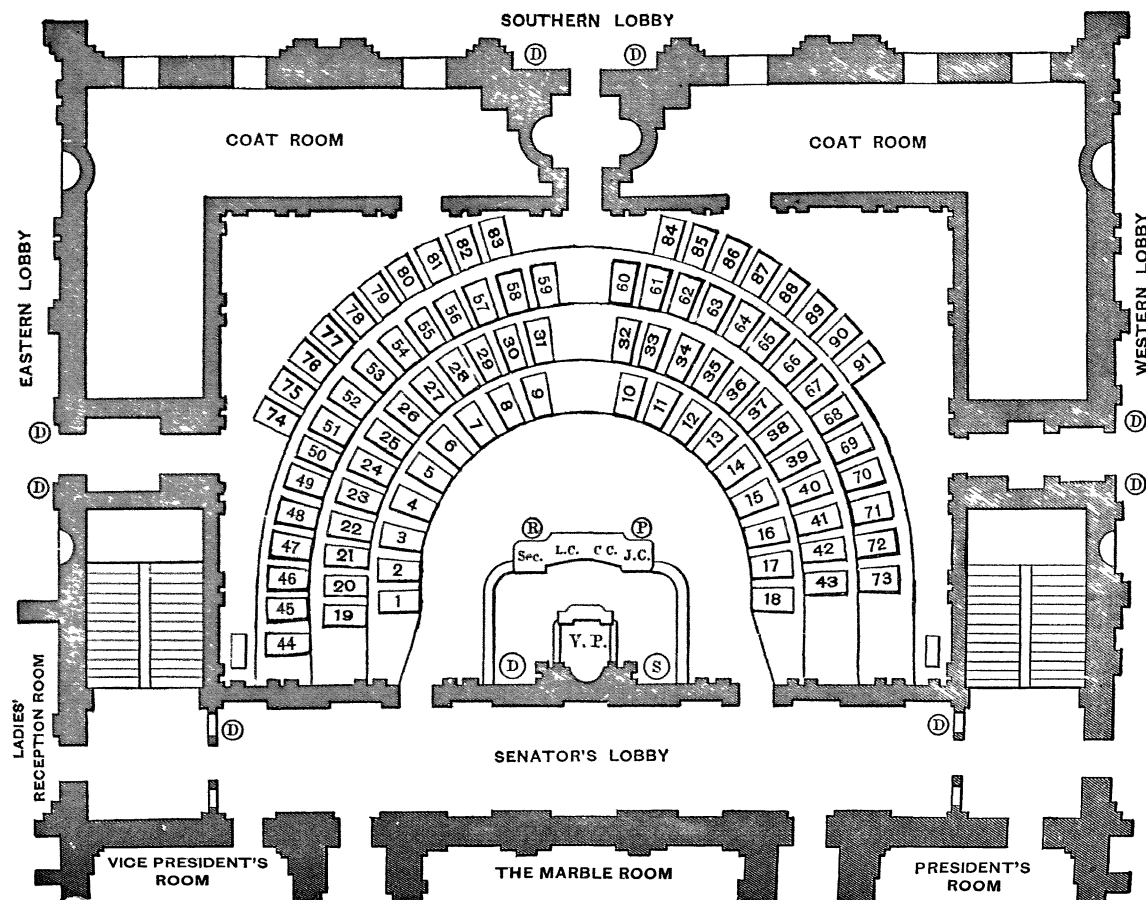 SOUTHERN LOBBY
D
D
COAT ROOM
COAT ROOM
EASTERN LOBBY
WESTERN LOBBY
74 75 76 77 78 79 80 81 82 83
84 85 86 87 88 89 90 91
44 45 46 47 48 49 50 51 52 53 54 55 56 57 58 59
60 61 62 63 64 65 66 67 68 69 70 71 72 73
19 20 21 22 23 24 25 26 27 28 29 30 31
32 33 34 35 36 37 38 39 40 41 42 43
1 2 3 4 5 6 7 8 9
10 11 12 13 14 15 16 17 18
D
D
D
D
R
P
Sec. L.C. C C. J.C.
V. P.
D
S
LADIES'
RECEPTION ROOM
D
D
SENATOR'S LOBBY
VICE PRESIDENT'S
ROOM
THE MARBLE ROOM
PRESIDENT'S
ROOM